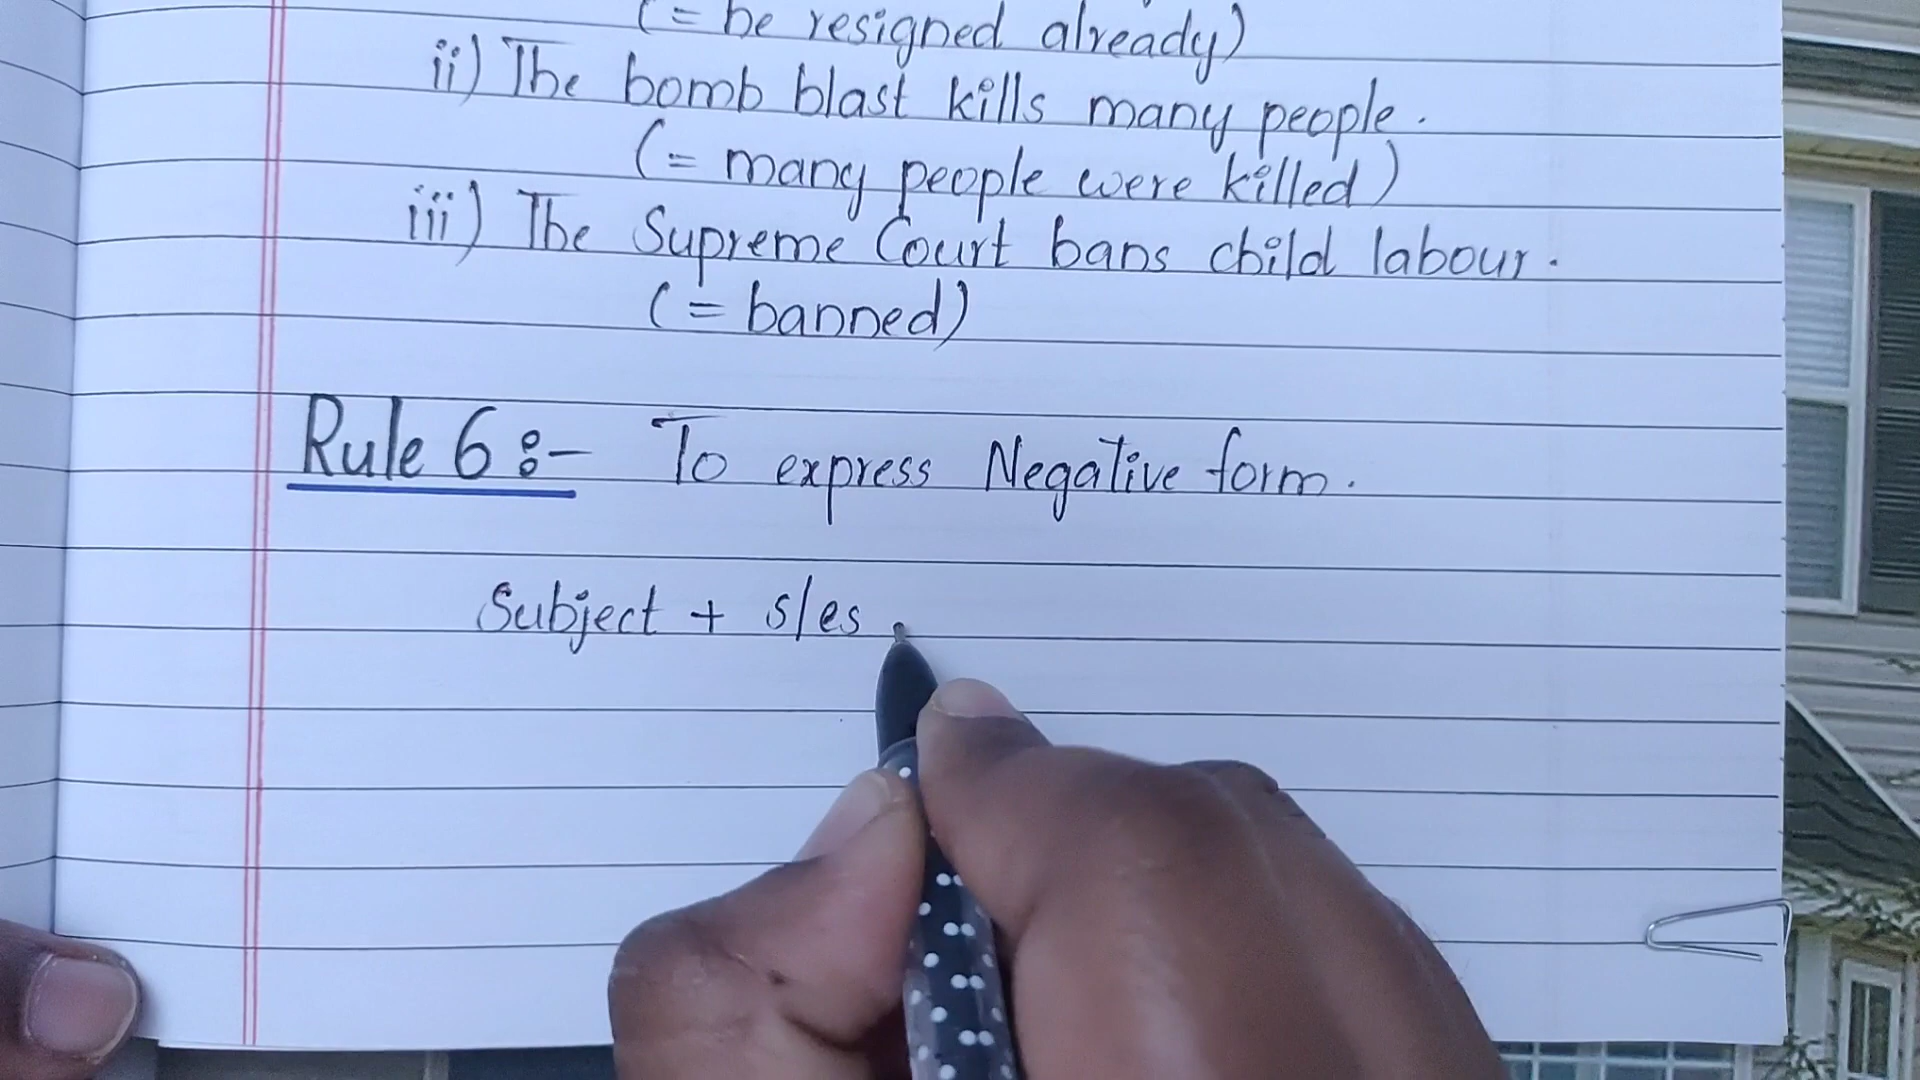 (= be resigned already)
ii) The bomb blast kills many people.
(= many people were killed)
iii) The Supreme Court bans child labour.
(= banned)
Rule 6:- To express Negative form.
Subject + s/es